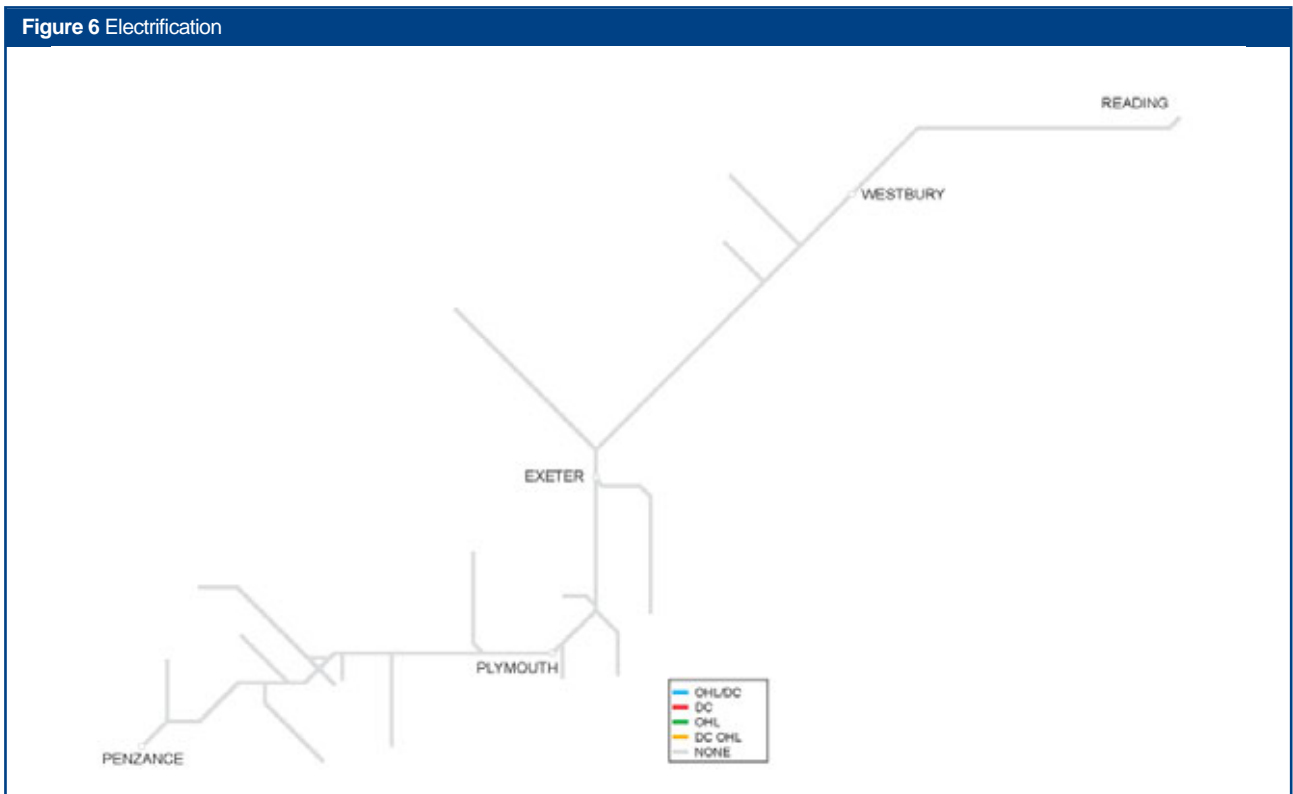 Figure 6 Electrification
READING
WESTBURY
EXETER
PLYMOUTH
PENZANCE
OHL/DC
DC
OHL
DC OHL
NONE